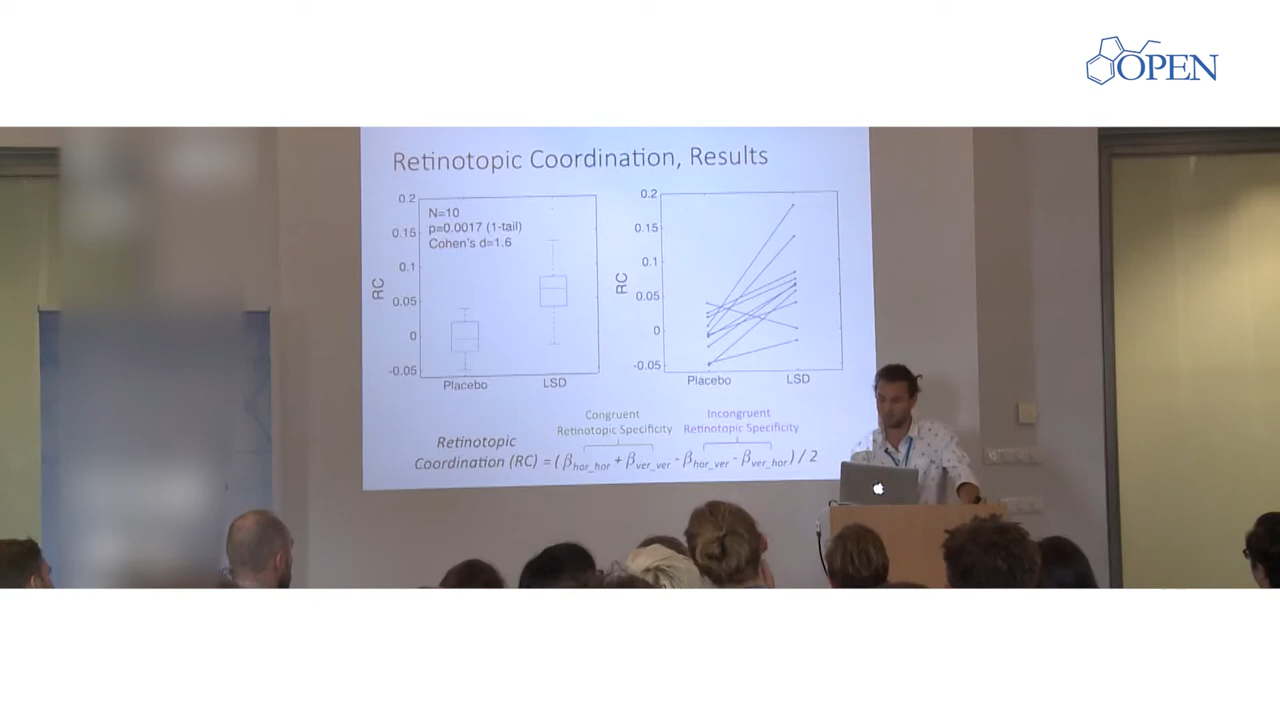 OPEN
Retinotopic Coordination, Results
0.2
0.15
0.1
0.05
0
-0.05
RC
N=10
p=0.0017 (1-tail)
Cohen's d=1.6
Placebo LSD
0.2
0.15
0.1
0.05
0
-0.05
RC
Placebo LSD
Congruent
Retinotopic Specificity
Incongruent
Retinotopic Specificity
Retinotopic
Coordination (RC) = ( βhor_hor + βver_ver - βhor_ver - βver_hor ) / 2